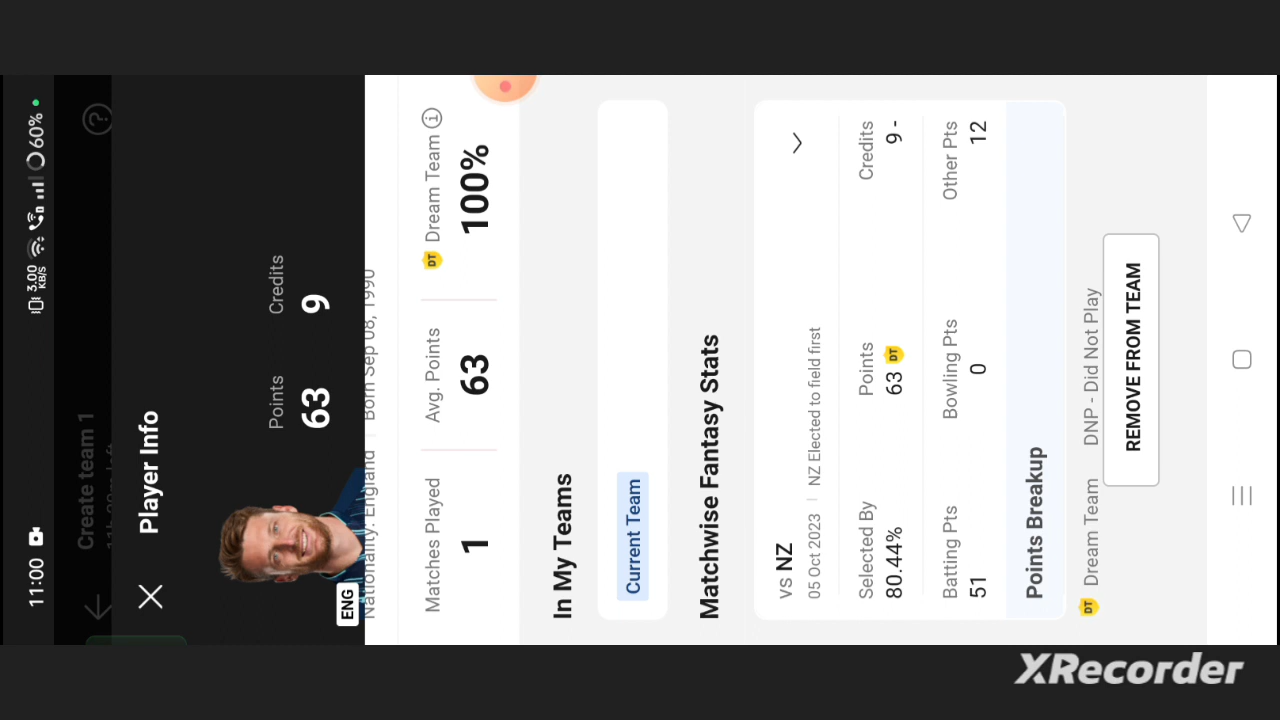 11:00
3.00 KB/S
60%
Create team 1
Player Info
Points
Credits
63
9
ENG
Nationality: England
Born Sep 08, 1990
Matches Played
Avg. Points
DT Dream Team
1
63
100%
In My Teams
Current Team
Matchwise Fantasy Stats
vs NZ
05 Oct 2023 | NZ Elected to field first
Selected By
Points
Credits
80.44%
63 DT
9 -
Batting Pts
Bowling Pts
Other Pts
51
0
12
Points Breakup
DT Dream Team
DNP - Did Not Play
REMOVE FROM TEAM
XRecorder